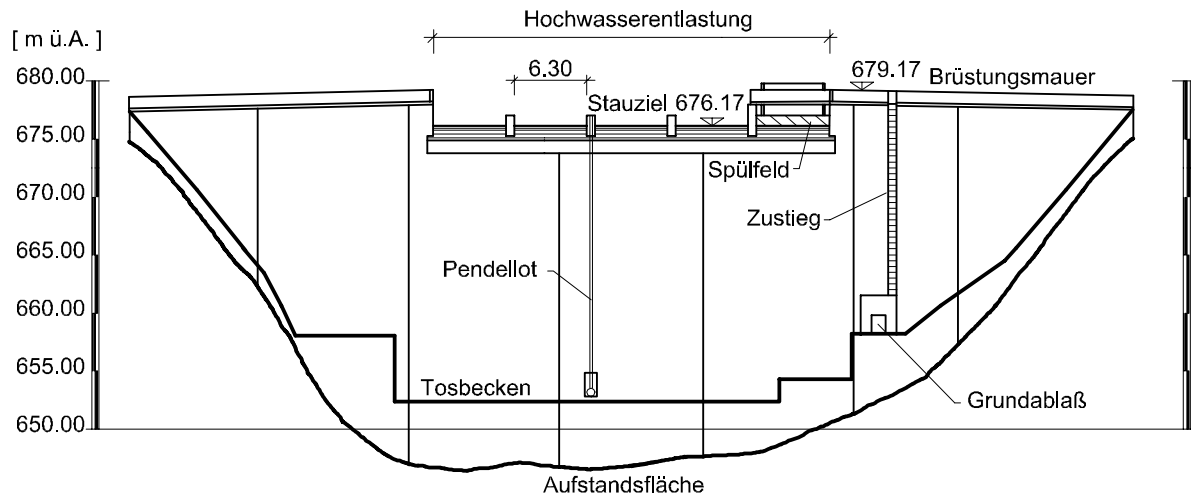 Hochwasserentlastung
[ m ü.A. ]
680.00
6.30
679.17
Brüstungsmauer
Stauziel 676.17
675.00
Spülfeld
670.00
Zustieg
665.00
Pendellot
660.00
655.00
Tosbecken
Grundablaß
650.00
Aufstandsfläche